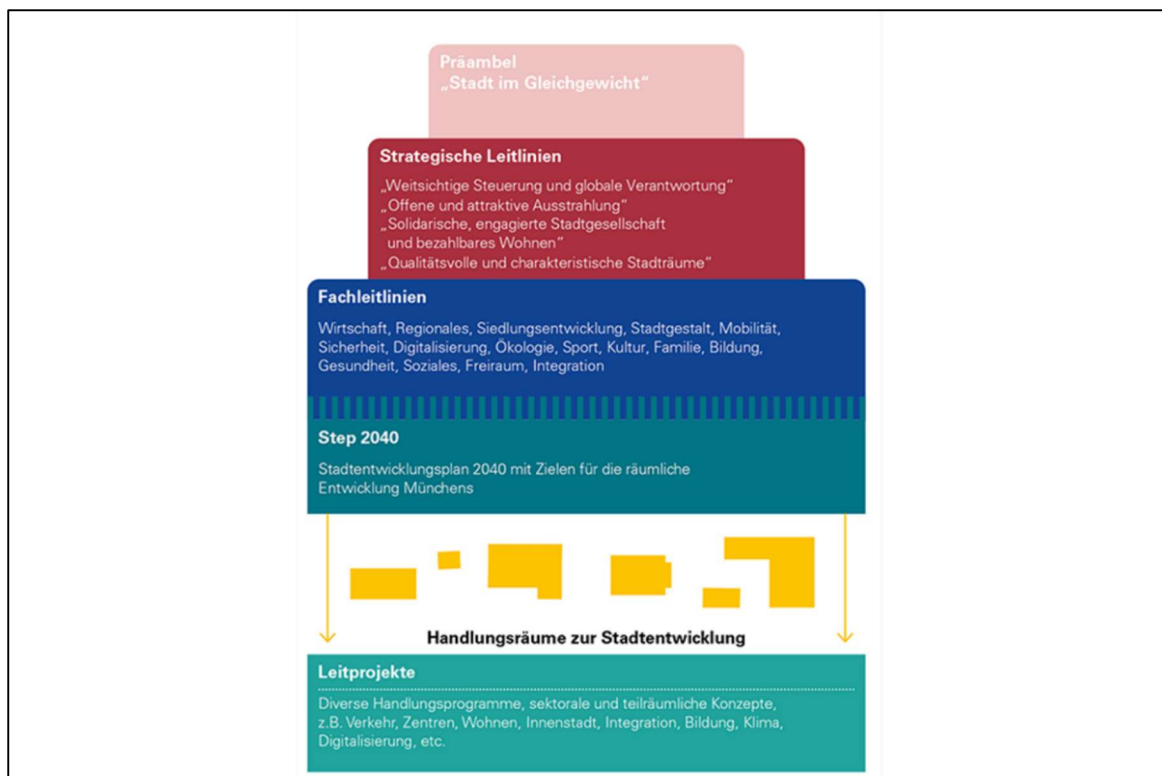 Präambel
„Stadt im Gleichgewicht“
Strategische Leitlinien
„Weitsichtige Steuerung und globale Verantwortung“
„Offene und attraktive Ausstrahlung“
„Solidarische, engagierte Stadtgesellschaft
und bezahlbares Wohnen“
„Qualitätsvolle und charakteristische Stadträume“
Fachleitlinien
Wirtschaft, Regionales, Siedlungsentwicklung, Stadtgestalt, Mobilität,
Sicherheit, Digitalisierung, Ökologie, Sport, Kultur, Familie, Bildung,
Gesundheit, Soziales, Freiraum, Integration
Step 2040
Stadtentwicklungsplan 2040 mit Zielen für die räumliche
Entwicklung Münchens
Handlungsräume zur Stadtentwicklung
Leitprojekte
Diverse Handlungsprogramme, sektorale und teilräumliche Konzepte,
z.B. Verkehr, Zentren, Wohnen, Innenstadt, Integration, Bildung, Klima,
Digitalisierung, etc.